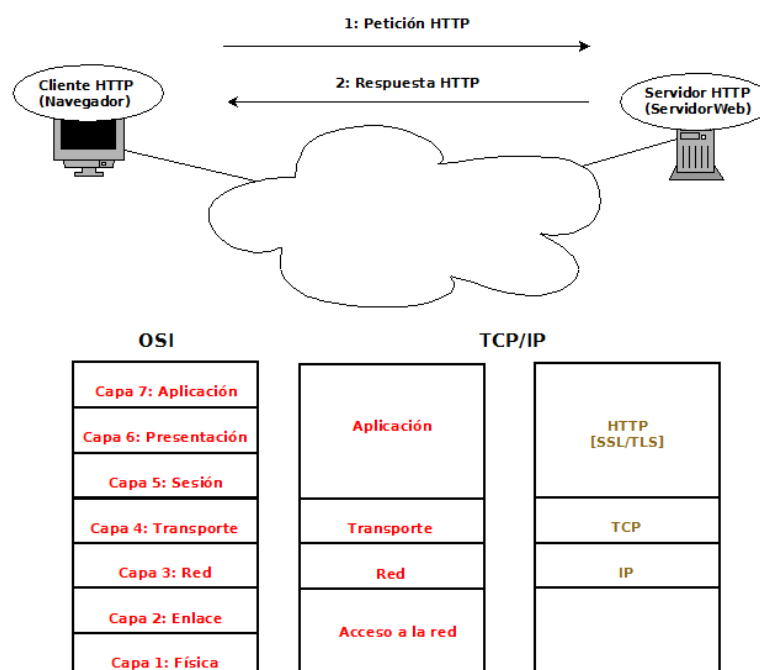 1: Petición HTTP
2: Respuesta HTTP
Cliente HTTP
(Navegador)
Servidor HTTP
(ServidorWeb)
OSI
TCP/IP
Capa 7: Aplicación
Capa 6: Presentación
Capa 5: Sesión
Capa 4: Transporte
Capa 3: Red
Capa 2: Enlace
Capa 1: Física
Aplicación
Transporte
Red
Acceso a la red
HTTP
[SSL/TLS]
TCP
IP